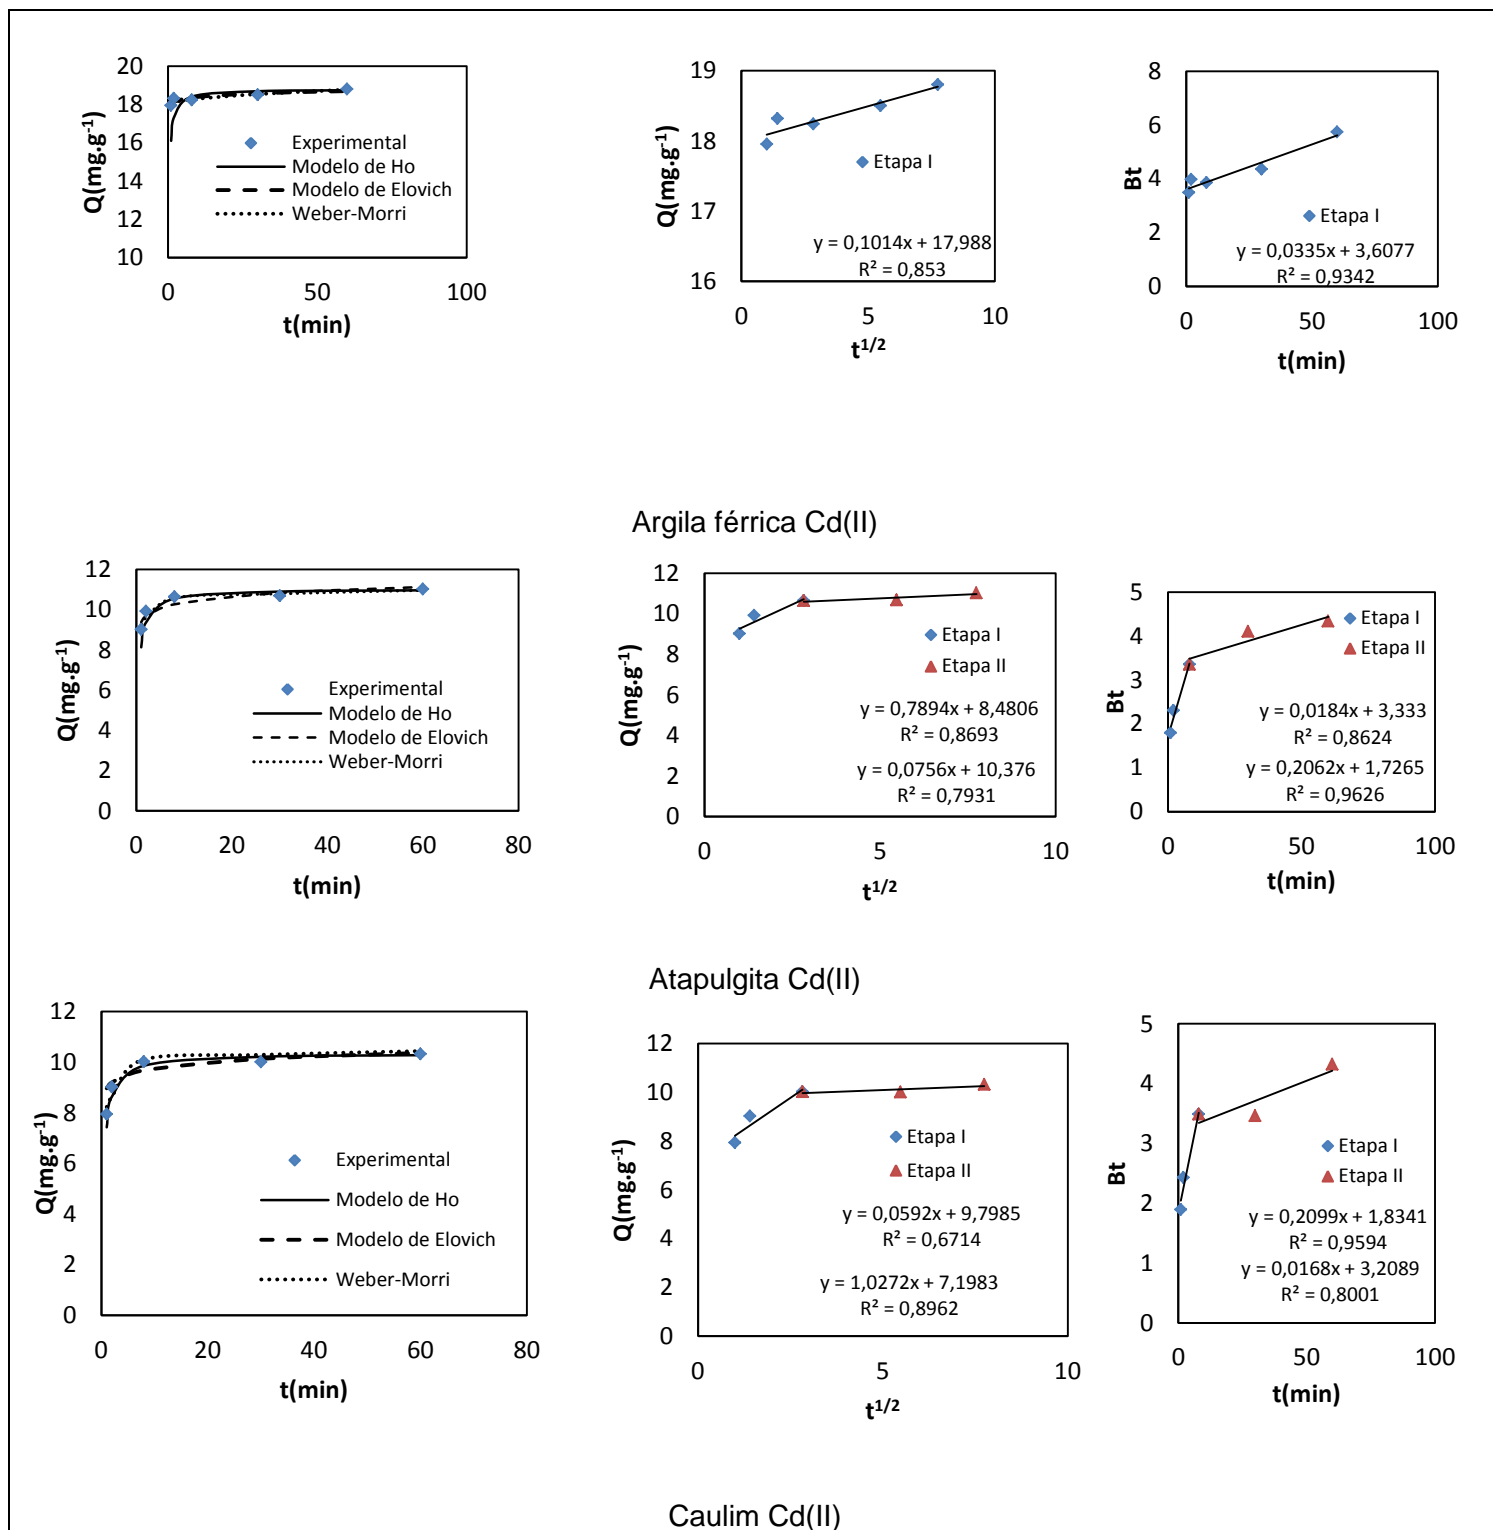 20
18
16
14
12
10
Q(mg.g-1)
Experimental
Modelo de Ho
Modelo de Elovich
Weber-Morri
0
50
100
t(min)
19
18
17
16
Q(mg.g-1)
Etapa I
y = 0,1014x + 17,988
R² = 0,853
0
5
10
t1/2
8
6
4
2
0
Bt
Etapa I
y = 0,0335x + 3,6077
R² = 0,9342
0
50
100
t(min)
Argila férrica Cd(II)
12
10
8
6
4
2
0
Q(mg.g-1)
Experimental
Modelo de Ho
Modelo de Elovich
Weber-Morri
0
20
40
60
80
t(min)
12
10
8
6
4
2
0
Q(mg.g-1)
Etapa I
Etapa II
y = 0,7894x + 8,4806
R² = 0,8693
y = 0,0756x + 10,376
R² = 0,7931
0
5
10
t1/2
5
4
3
2
1
0
Bt
Etapa I
Etapa II
y = 0,0184x + 3,333
R² = 0,8624
y = 0,2062x + 1,7265
R² = 0,9626
0
50
100
t(min)
Atapulgita Cd(II)
12
10
8
6
4
2
0
Q(mg.g-1)
Experimental
Modelo de Ho
Modelo de Elovich
Weber-Morri
0
20
40
60
80
t(min)
12
10
8
6
4
2
0
Q(mg.g-1)
Etapa I
Etapa II
y = 0,0592x + 9,7985
R² = 0,6714
y = 1,0272x + 7,1983
R² = 0,8962
0
5
10
t1/2
5
4
3
2
1
0
Bt
Etapa I
Etapa II
y = 0,2099x + 1,8341
R² = 0,9594
y = 0,0168x + 3,2089
R² = 0,8001
0
50
100
t(min)
Caulim Cd(II)